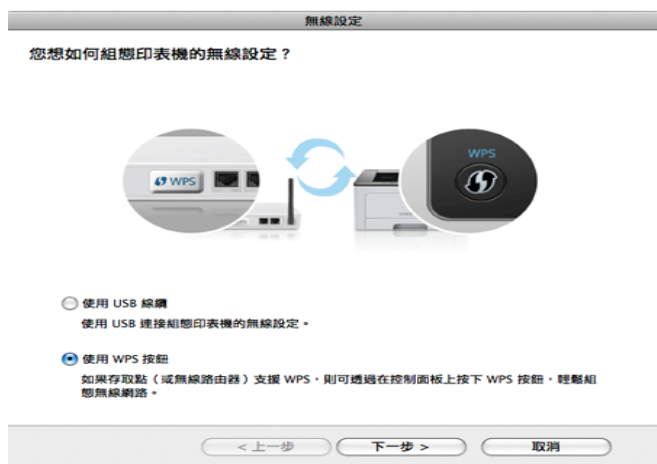 無線設定
您想如何組態印表機的無線設定？
WPS
WPS
使用 USB 線纜
使用 USB 連接組態印表機的無線設定。
使用 WPS 按鈕
如果存取點（或無線路由器）支援 WPS，則可透過在控制面板上按下 WPS 按鈕，輕鬆組
態無線網路。
< 上一步
下一步 >
取消